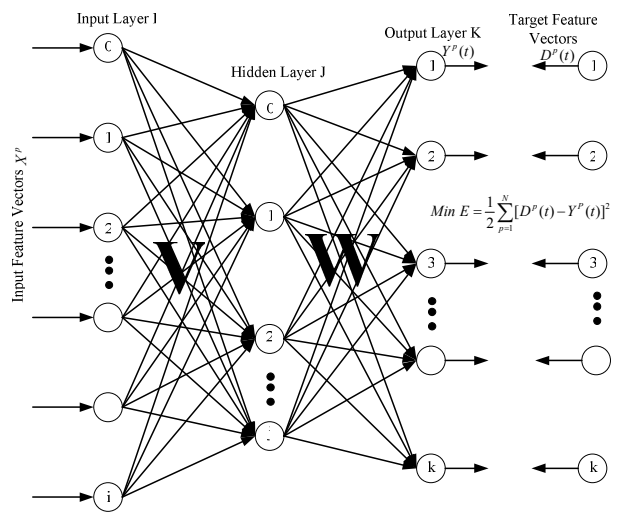 Input Layer I
Output Layer K
Target Feature
Vectors
Y^p(t)
D^p(t)
Hidden Layer J
Input Feature Vectors X^p
0
1
2
i
0
1
2
j
V
W
1
2
3
k
Min E = 1/2 ∑_{p=1}^{N} [D^p(t) − Y^p(t)]^2
1
2
3
k